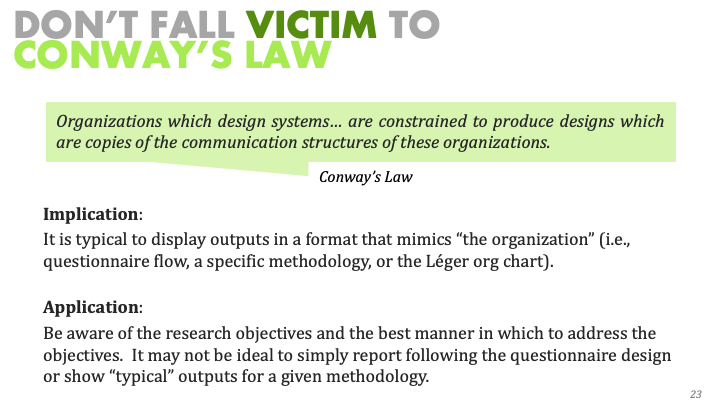 DON'T FALL VICTIM TO
CONWAY'S LAW
Organizations which design systems... are constrained to produce designs which
are copies of the communication structures of these organizations.
Conway's Law
Implication:
It is typical to display outputs in a format that mimics “the organization” (i.e.,
questionnaire flow, a specific methodology, or the Léger org chart).
Application:
Be aware of the research objectives and the best manner in which to address the
objectives.  It may not be ideal to simply report following the questionnaire design
or show “typical” outputs for a given methodology.
23